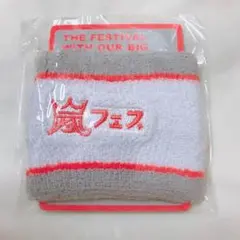 THE FESTIVAL
WITH OUR BIG
嵐フェス